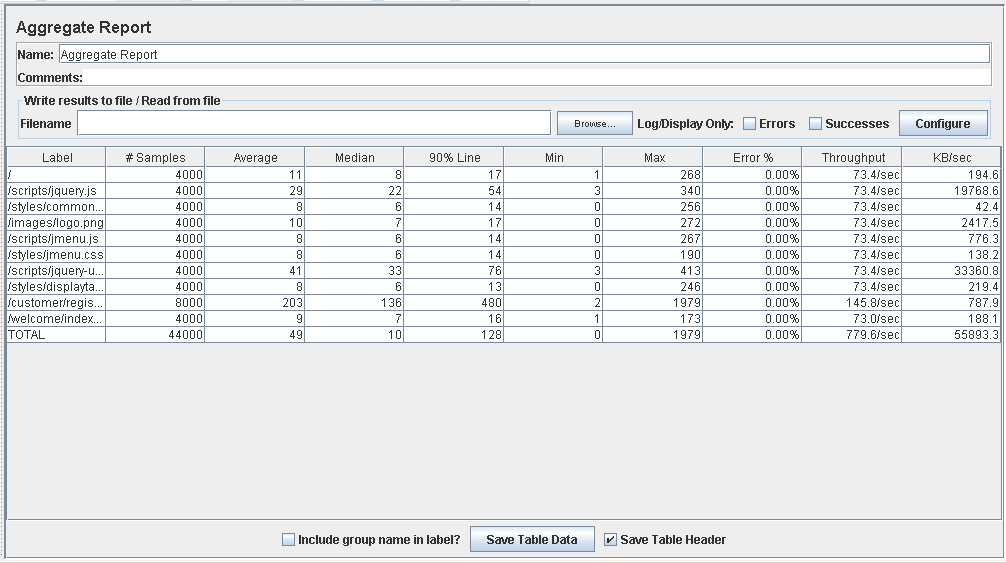 Aggregate Report
Name: Aggregate Report
Comments:
Write results to file / Read from file
Filename Browse... Log/Display Only: Errors Successes Configure
Label # Samples Average Median 90% Line Min Max Error % Throughput KB/sec
/ 4000 11 8 17 1 268 0.00% 73.4/sec 194.6
/scripts/jquery.js 4000 29 22 54 3 340 0.00% 73.4/sec 19768.6
/styles/common... 4000 8 6 14 0 256 0.00% 73.4/sec 42.4
/images/logo.png 4000 10 7 17 0 272 0.00% 73.4/sec 2417.5
/scripts/jmenu.js 4000 8 6 14 0 267 0.00% 73.4/sec 776.3
/styles/jmenu.css 4000 8 6 14 0 190 0.00% 73.4/sec 138.2
/scripts/jquery-u... 4000 41 33 76 3 413 0.00% 73.4/sec 33360.8
/styles/displayta... 4000 8 6 13 0 246 0.00% 73.4/sec 219.4
/customer/regis... 8000 203 136 480 2 1979 0.00% 145.8/sec 787.9
/welcome/index... 4000 9 7 16 1 173 0.00% 73.0/sec 188.1
TOTAL 44000 49 10 128 0 1979 0.00% 779.6/sec 55893.3
Include group name in label? Save Table Data Save Table Header